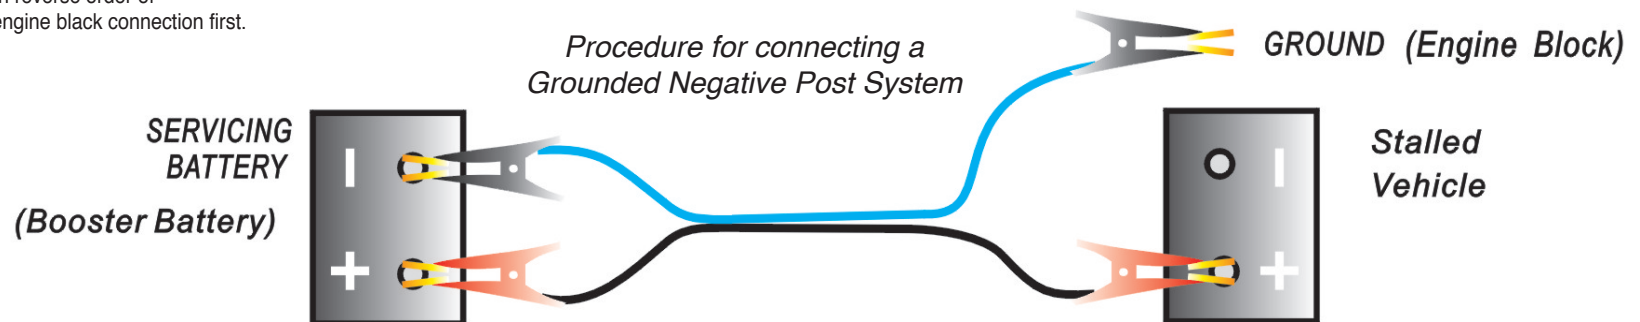 engine black connection first.
Procedure for connecting a
Grounded Negative Post System
GROUND (Engine Block)
SERVICING
BATTERY
(Booster Battery)
Stalled
Vehicle